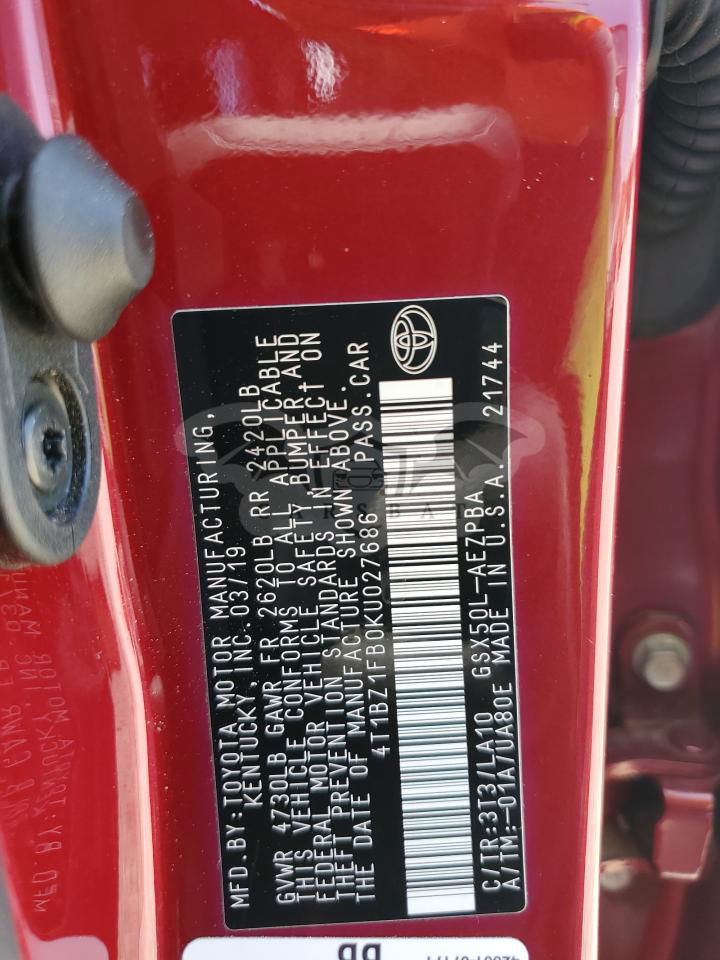 MFD.BY:TOYOTA MOTOR MANUFACTURING,
KENTUCKY, INC. 03/19
GVWR 4730LB GAWR FR 2620LB RR 2420LB
THIS VEHICLE CONFORMS TO ALL APPLICABLE
FEDERAL MOTOR VEHICLE SAFETY, BUMPER, AND
THEFT PREVENTION STANDARDS IN EFFECT ON
THE DATE OF MANUFACTURE SHOWN ABOVE.
4T1BZ1FB0KU027686 PASS.CAR
C/TR:3T3/LA10 GSX50L-AEZPBA
A/TM:-01A/UA80E MADE IN U.S.A. 21744